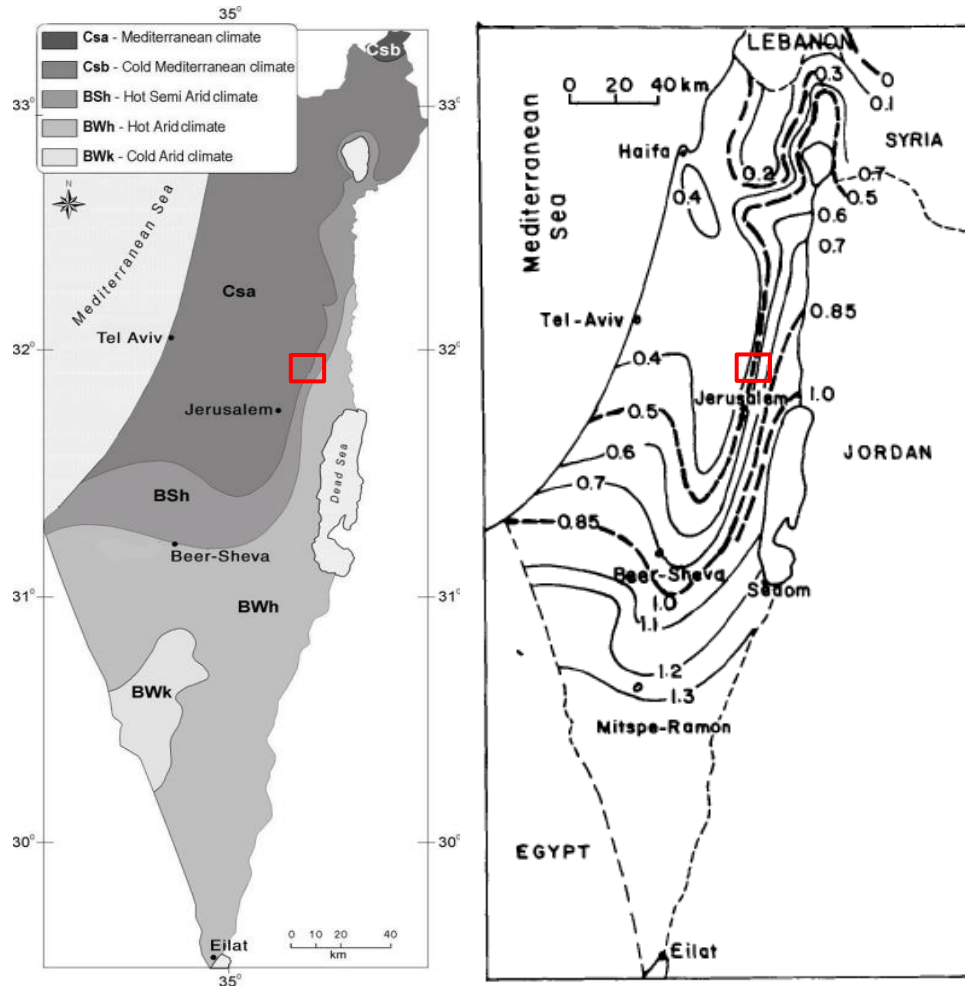 35°
Csa - Mediterranean climate
Csb - Cold Mediterranean climate
BSh - Hot Semi Arid climate
BWh - Hot Arid climate
BWk - Cold Arid climate
Csb
33°
33°
N
Mediterranean Sea
Csa
Tel Aviv
32°
32°
Jerusalem
Dead Sea
BSh
Beer-Sheva
31°
31°
BWh
BWk
30°
30°
Eilat
0 10 20 40
km
35°
LEBANON
0 20 40 km
0.3
0
0.1
SYRIA
Haifa
Mediterranean
Sea
0.2
0.7
0.5
0.4
0.6
0.7
0.85
Tel-Aviv
0.4
Jerusalem
1.0
0.5
JORDAN
0.6
0.7
0.85
Beer-Sheva
Sedom
1.0
1.1
1.2
1.3
Mitspe-Ramon
EGYPT
Eilat